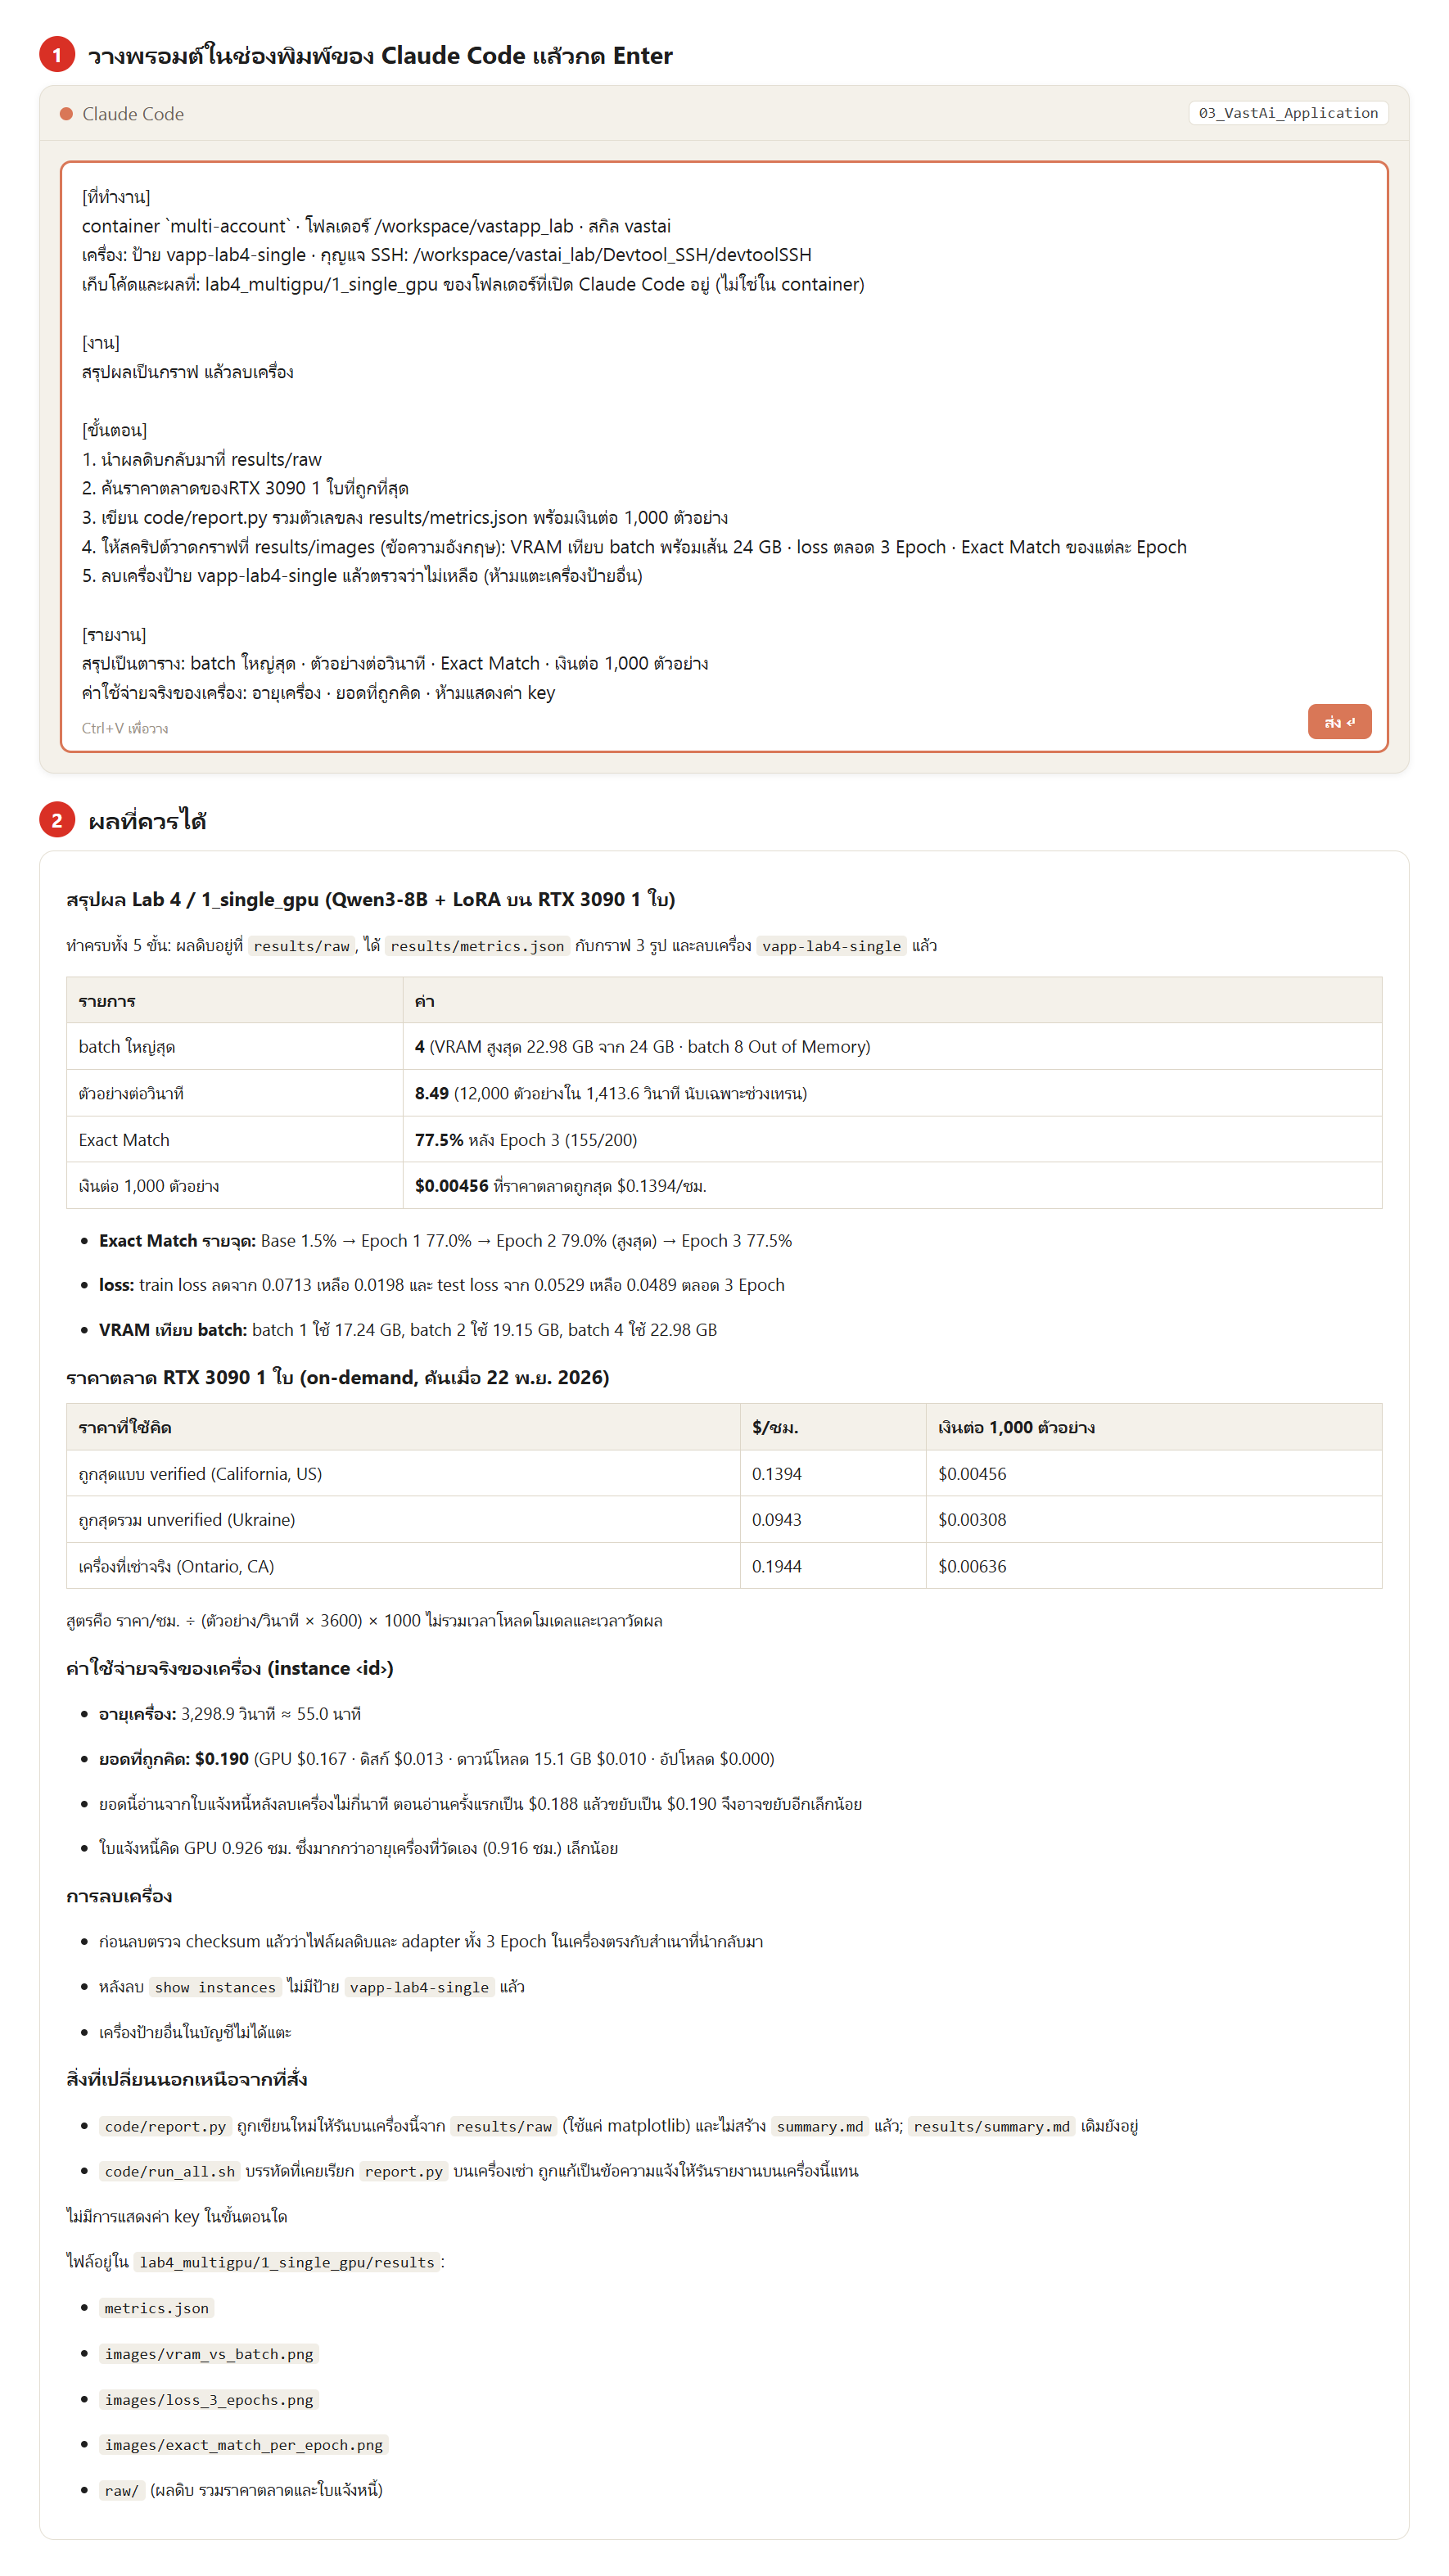 1 วางพรอมต์ในช่องพิมพ์ของ Claude Code แล้วกด Enter
Claude Code
03_VastAi_Application
[ที่ทำงาน]
container `multi-account` · โฟลเดอร์ /workspace/vastapp_lab · สกิล vastai
เครื่อง: ป้าย vapp-lab4-single · กุญแจ SSH: /workspace/vastai_lab/Devtool_SSH/devtoolSSH
เก็บโค้ดและผลที่: lab4_multigpu/1_single_gpu ของโฟลเดอร์ที่เปิด Claude Code อยู่ (ไม่ใช่ใน container)
[งาน]
สรุปผลเป็นกราฟ แล้วลบเครื่อง
[ขั้นตอน]
1. นำผลดิบกลับมาที่ results/raw
2. ค้นราคาตลาดของRTX 3090 1 ใบที่ถูกที่สุด
3. เขียน code/report.py รวมตัวเลขลง results/metrics.json พร้อมเงินต่อ 1,000 ตัวอย่าง
4. ให้สคริปต์วาดกราฟที่ results/images (ข้อความอังกฤษ): VRAM เทียบ batch พร้อมเส้น 24 GB · loss ตลอด 3 Epoch · Exact Match ของแต่ละ Epoch
5. ลบเครื่องป้าย vapp-lab4-single แล้วตรวจว่าไม่เหลือ (ห้ามแตะเครื่องป้ายอื่น)
[รายงาน]
สรุปเป็นตาราง: batch ใหญ่สุด · ตัวอย่างต่อวินาที · Exact Match · เงินต่อ 1,000 ตัวอย่าง
ค่าใช้จ่ายจริงของเครื่อง: อายุเครื่อง · ยอดที่ถูกคิด · ห้ามแสดงค่า key
Ctrl+V เพื่อวาง
ส่ง ↵
2 ผลที่ควรได้
สรุปผล Lab 4 / 1_single_gpu (Qwen3-8B + LoRA บน RTX 3090 1 ใบ)
ทำครบทั้ง 5 ขั้น: ผลดิบอยู่ที่ results/raw, ได้ results/metrics.json กับกราฟ 3 รูป และลบเครื่อง vapp-lab4-single แล้ว
รายการ ค่า
batch ใหญ่สุด 4 (VRAM สูงสุด 22.98 GB จาก 24 GB · batch 8 Out of Memory)
ตัวอย่างต่อวินาที 8.49 (12,000 ตัวอย่างใน 1,413.6 วินาที นับเฉพาะช่วงเทรน)
Exact Match 77.5% หลัง Epoch 3 (155/200)
เงินต่อ 1,000 ตัวอย่าง $0.00456 ที่ราคาตลาดถูกสุด $0.1394/ชม.
• Exact Match รายจุด: Base 1.5% → Epoch 1 77.0% → Epoch 2 79.0% (สูงสุด) → Epoch 3 77.5%
• loss: train loss ลดจาก 0.0713 เหลือ 0.0198 และ test loss จาก 0.0529 เหลือ 0.0489 ตลอด 3 Epoch
• VRAM เทียบ batch: batch 1 ใช้ 17.24 GB, batch 2 ใช้ 19.15 GB, batch 4 ใช้ 22.98 GB
ราคาตลาด RTX 3090 1 ใบ (on-demand, ค้นเมื่อ 22 พ.ย. 2026)
ราคาที่ใช้คิด $/ชม. เงินต่อ 1,000 ตัวอย่าง
ถูกสุดแบบ verified (California, US) 0.1394 $0.00456
ถูกสุดรวม unverified (Ukraine) 0.0943 $0.00308
เครื่องที่เช่าจริง (Ontario, CA) 0.1944 $0.00636
สูตรคือ ราคา/ชม. ÷ (ตัวอย่าง/วินาที × 3600) × 1000 ไม่รวมเวลาโหลดโมเดลและเวลาวัดผล
ค่าใช้จ่ายจริงของเครื่อง (instance ‹id›)
• อายุเครื่อง: 3,298.9 วินาที ≈ 55.0 นาที
• ยอดที่ถูกคิด: $0.190 (GPU $0.167 · ดิสก์ $0.013 · ดาวน์โหลด 15.1 GB $0.010 · อัปโหลด $0.000)
• ยอดนี้อ่านจากใบแจ้งหนี้หลังลบเครื่องไม่กี่นาที ตอนอ่านครั้งแรกเป็น $0.188 แล้วขยับเป็น $0.190 จึงอาจขยับอีกเล็กน้อย
• ใบแจ้งหนี้คิด GPU 0.926 ชม. ซึ่งมากกว่าอายุเครื่องที่วัดเอง (0.916 ชม.) เล็กน้อย
การลบเครื่อง
• ก่อนลบตรวจ checksum แล้วว่าไฟล์ผลดิบและ adapter ทั้ง 3 Epoch ในเครื่องตรงกับสำเนาที่นำกลับมา
• หลังลบ show instances ไม่มีป้าย vapp-lab4-single แล้ว
• เครื่องป้ายอื่นในบัญชีไม่ได้แตะ
สิ่งที่เปลี่ยนนอกเหนือจากที่สั่ง
• code/report.py ถูกเขียนใหม่ให้รันบนเครื่องนี้จาก results/raw (ใช้แค่ matplotlib) และไม่สร้าง summary.md แล้ว; results/summary.md เดิมยังอยู่
• code/run_all.sh บรรทัดที่เคยเรียก report.py บนเครื่องเช่า ถูกแก้เป็นข้อความแจ้งให้รันรายงานบนเครื่องนี้แทน
ไม่มีการแสดงค่า key ในขั้นตอนใด
ไฟล์อยู่ใน lab4_multigpu/1_single_gpu/results:
• metrics.json
• images/vram_vs_batch.png
• images/loss_3_epochs.png
• images/exact_match_per_epoch.png
• raw/ (ผลดิบ รวมราคาตลาดและใบแจ้งหนี้)